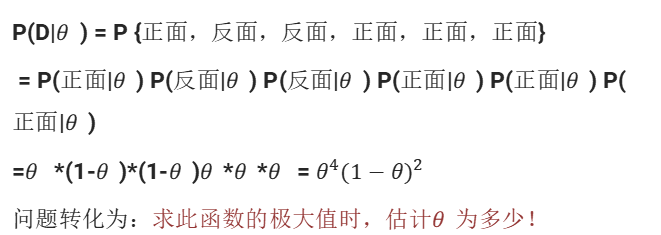 P(D|θ ) = P {正面，反面，反面，正面，正面，正面}
= P(正面|θ ) P(反面|θ ) P(反面|θ ) P(正面|θ ) P(正面|θ ) P(
正面|θ )
=θ *(1-θ )*(1-θ )θ *θ *θ = θ⁴(1 − θ)²
问题转化为：求此函数的极大值时，估计θ 为多少！